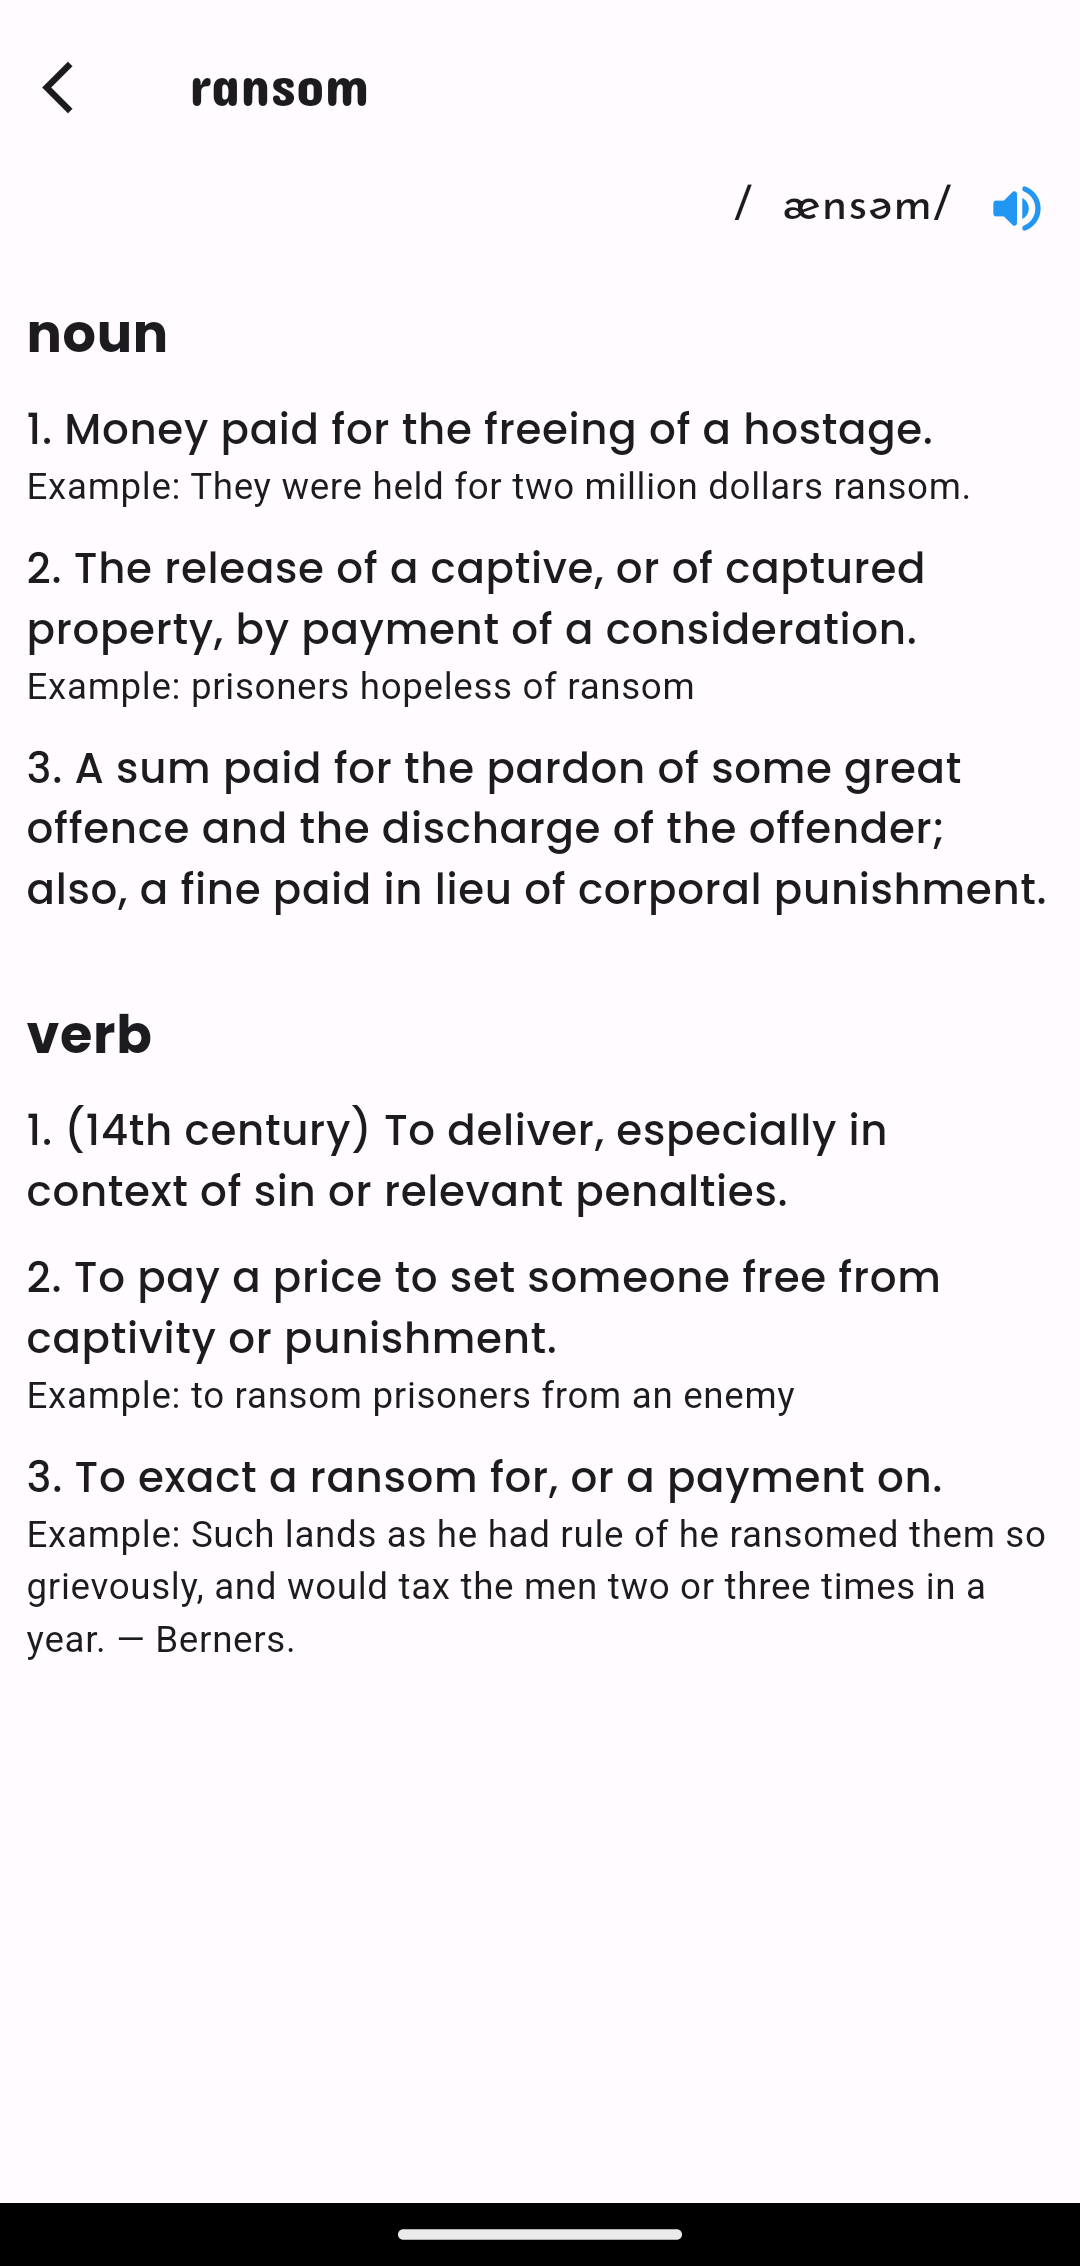 ransom
/ ænsəm/
noun
1. Money paid for the freeing of a hostage.
Example: They were held for two million dollars ransom.
2. The release of a captive, or of captured
property, by payment of a consideration.
Example: prisoners hopeless of ransom
3. A sum paid for the pardon of some great
offence and the discharge of the offender;
also, a fine paid in lieu of corporal punishment.
verb
1. (14th century) To deliver, especially in
context of sin or relevant penalties.
2. To pay a price to set someone free from
captivity or punishment.
Example: to ransom prisoners from an enemy
3. To exact a ransom for, or a payment on.
Example: Such lands as he had rule of he ransomed them so
grievously, and would tax the men two or three times in a
year. — Berners.